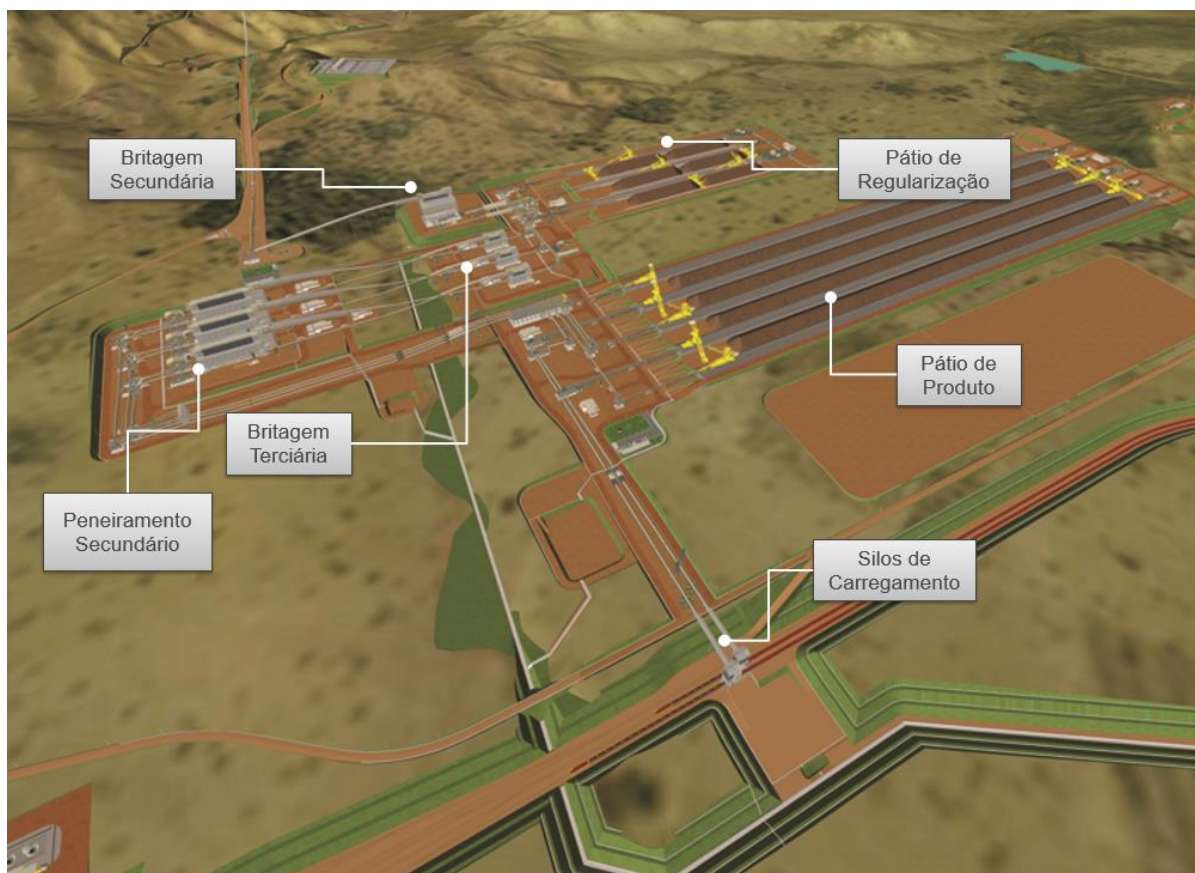 Britagem
Secundária
Pátio de
Regularização
Pátio de
Produto
Britagem
Terciária
Peneiramento
Secundário
Silos de
Carregamento